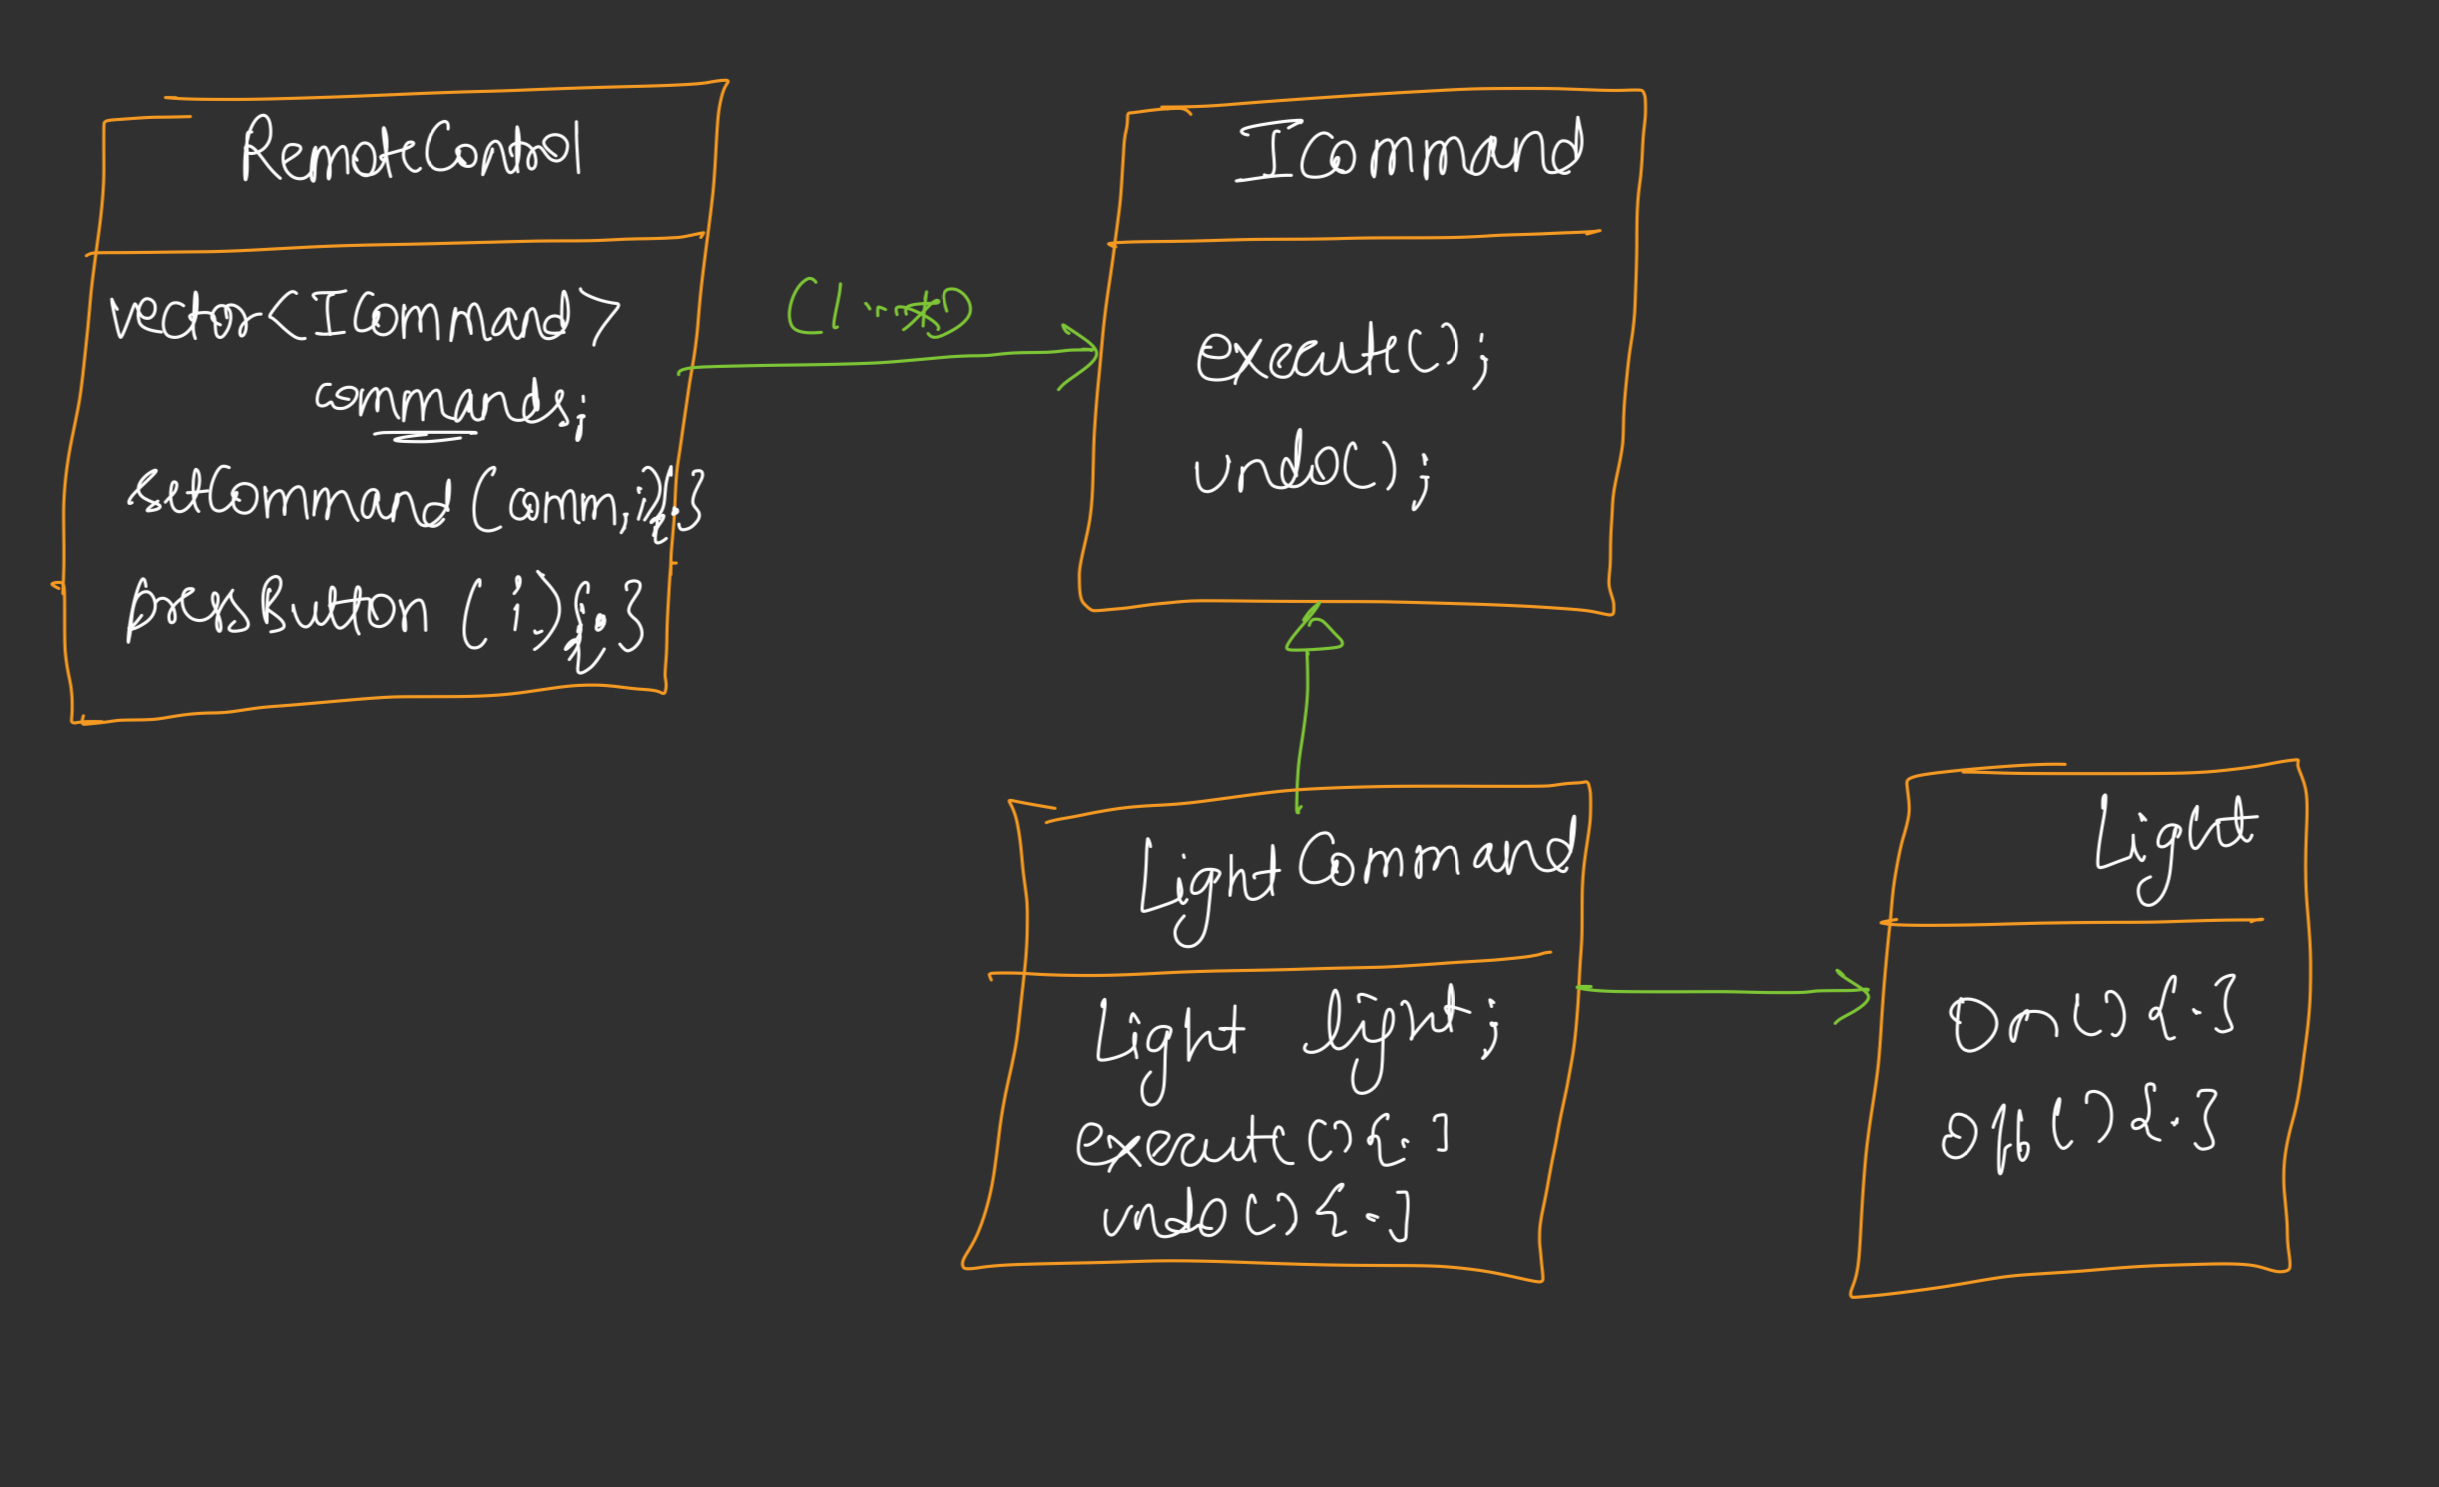 RemoteControl
vector<ICommand>
commands;
setCommand(comm, i){.}
pressButton (i){.}
(1...*)
ICommand
execute();
undo();
LightCommand
Light light;
execute(){.}
undo(){.}
Light
On(){.}
Off(){.}